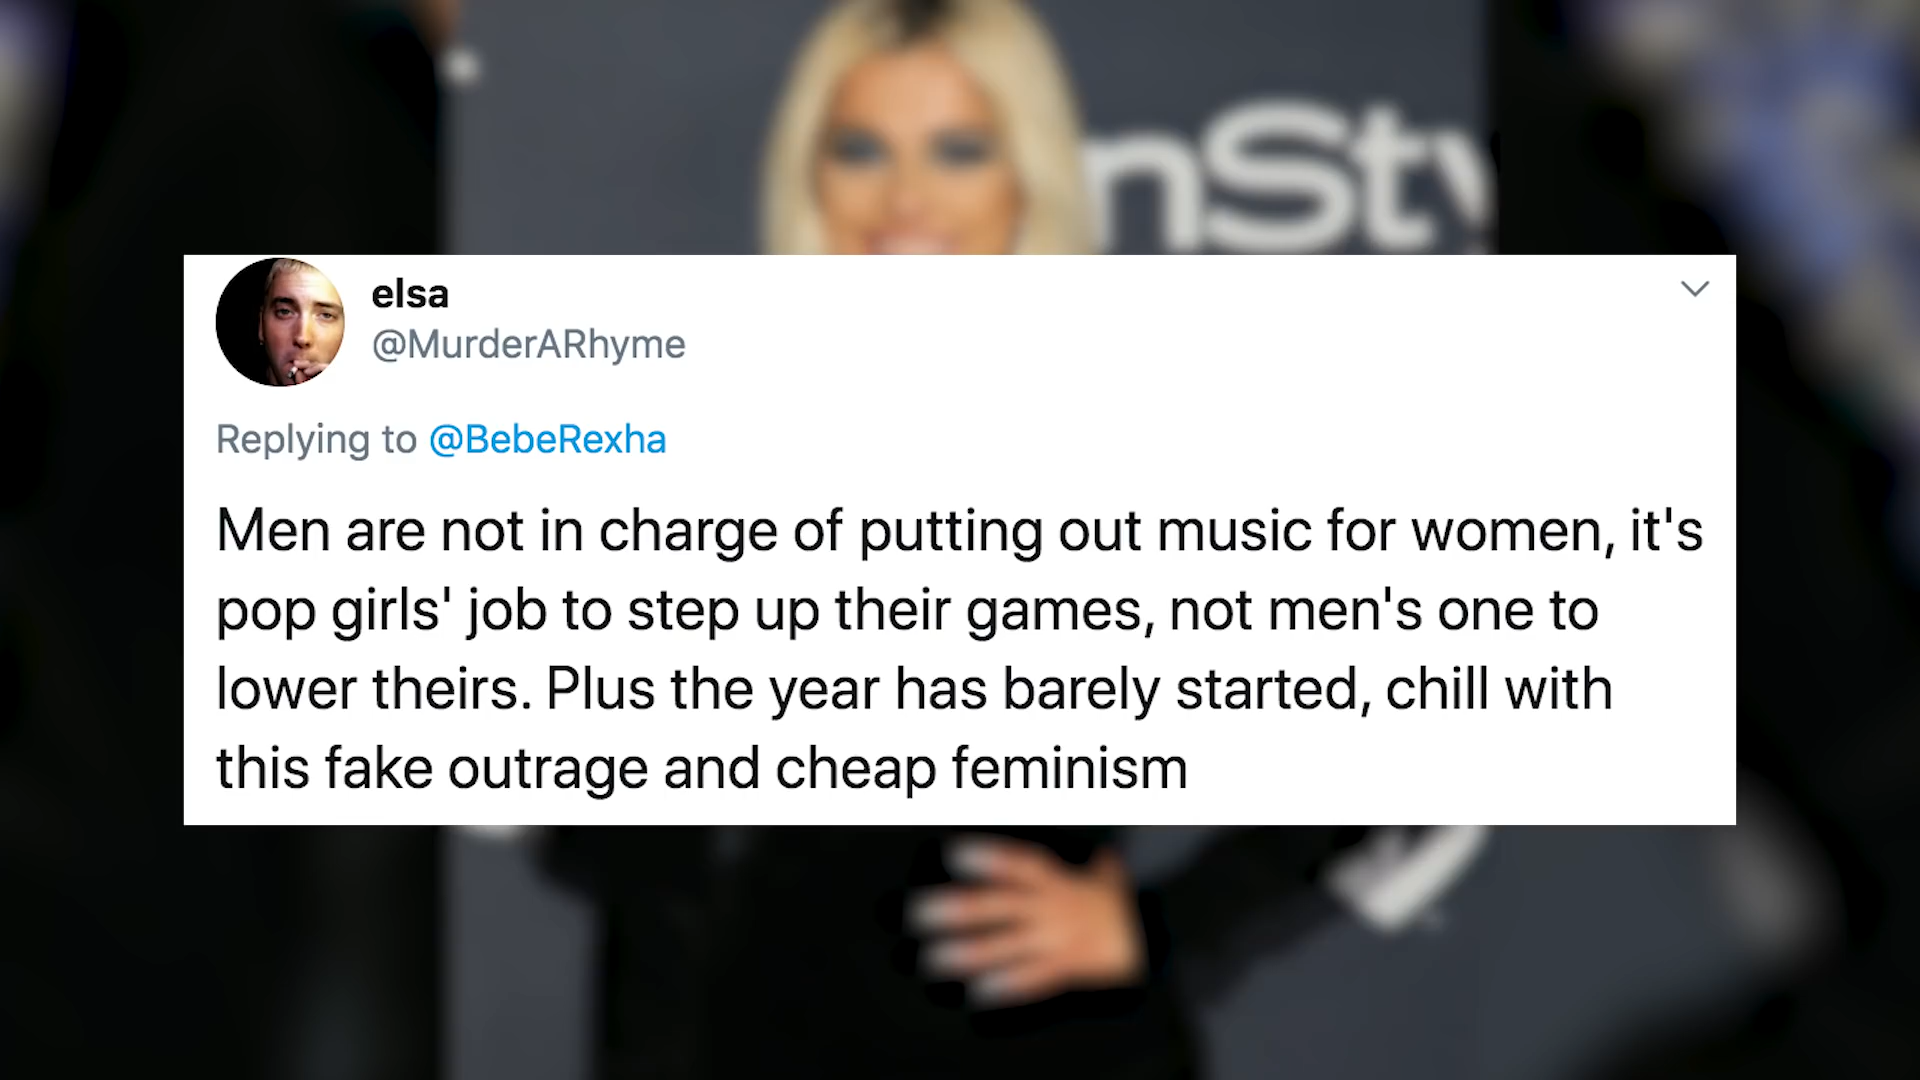 nSty
elsa
@MurderARhyme
Replying to @BebeRexha
Men are not in charge of putting out music for women, it's
pop girls' job to step up their games, not men's one to
lower theirs. Plus the year has barely started, chill with
this fake outrage and cheap feminism